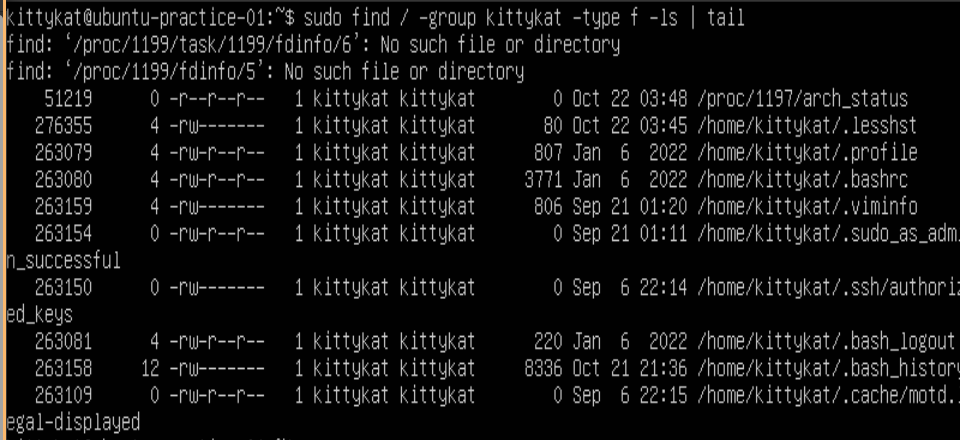 kittykat@ubuntu-practice-01:~$ sudo find / -group kittykat -type f -ls | tail
find: ‘/proc/1199/task/1199/fdinfo/6’: No such file or directory
find: ‘/proc/1199/fdinfo/5’: No such file or directory
51219 0 -r--r--r-- 1 kittykat kittykat 0 Oct 22 03:48 /proc/1197/arch_status
276355 4 -rw------- 1 kittykat kittykat 80 Oct 22 03:45 /home/kittykat/.lesshst
263079 4 -rw-r--r-- 1 kittykat kittykat 807 Jan 6 2022 /home/kittykat/.profile
263080 4 -rw-r--r-- 1 kittykat kittykat 3771 Jan 6 2022 /home/kittykat/.bashrc
263159 4 -rw------- 1 kittykat kittykat 806 Sep 21 01:20 /home/kittykat/.viminfo
263154 0 -rw-r--r-- 1 kittykat kittykat 0 Sep 21 01:11 /home/kittykat/.sudo_as_adm
n_successful
263150 0 -rw------- 1 kittykat kittykat 0 Sep 6 22:14 /home/kittykat/.ssh/authoriz
ed_keys
263081 4 -rw-r--r-- 1 kittykat kittykat 220 Jan 6 2022 /home/kittykat/.bash_logout
263158 12 -rw------- 1 kittykat kittykat 8336 Oct 21 21:36 /home/kittykat/.bash_history
263109 0 -rw-r--r-- 1 kittykat kittykat 0 Sep 6 22:15 /home/kittykat/.cache/motd.
egal-displayed